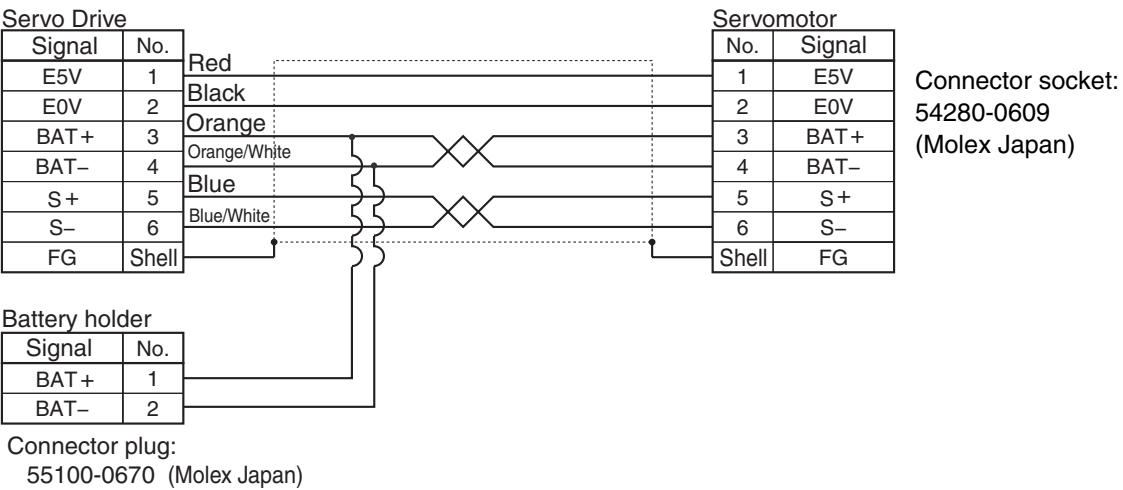 Servo Drive
Signal No.
E5V 1
E0V 2
BAT+ 3
BAT− 4
S+ 5
S− 6
FG Shell
Red
Black
Orange
Orange/White
Blue
Blue/White
Servomotor
No. Signal
1 E5V
2 E0V
3 BAT+
4 BAT−
5 S+
6 S−
Shell FG
Connector socket:
54280-0609
(Molex Japan)
Battery holder
Signal No.
BAT+ 1
BAT− 2
Connector plug:
55100-0670 (Molex Japan)